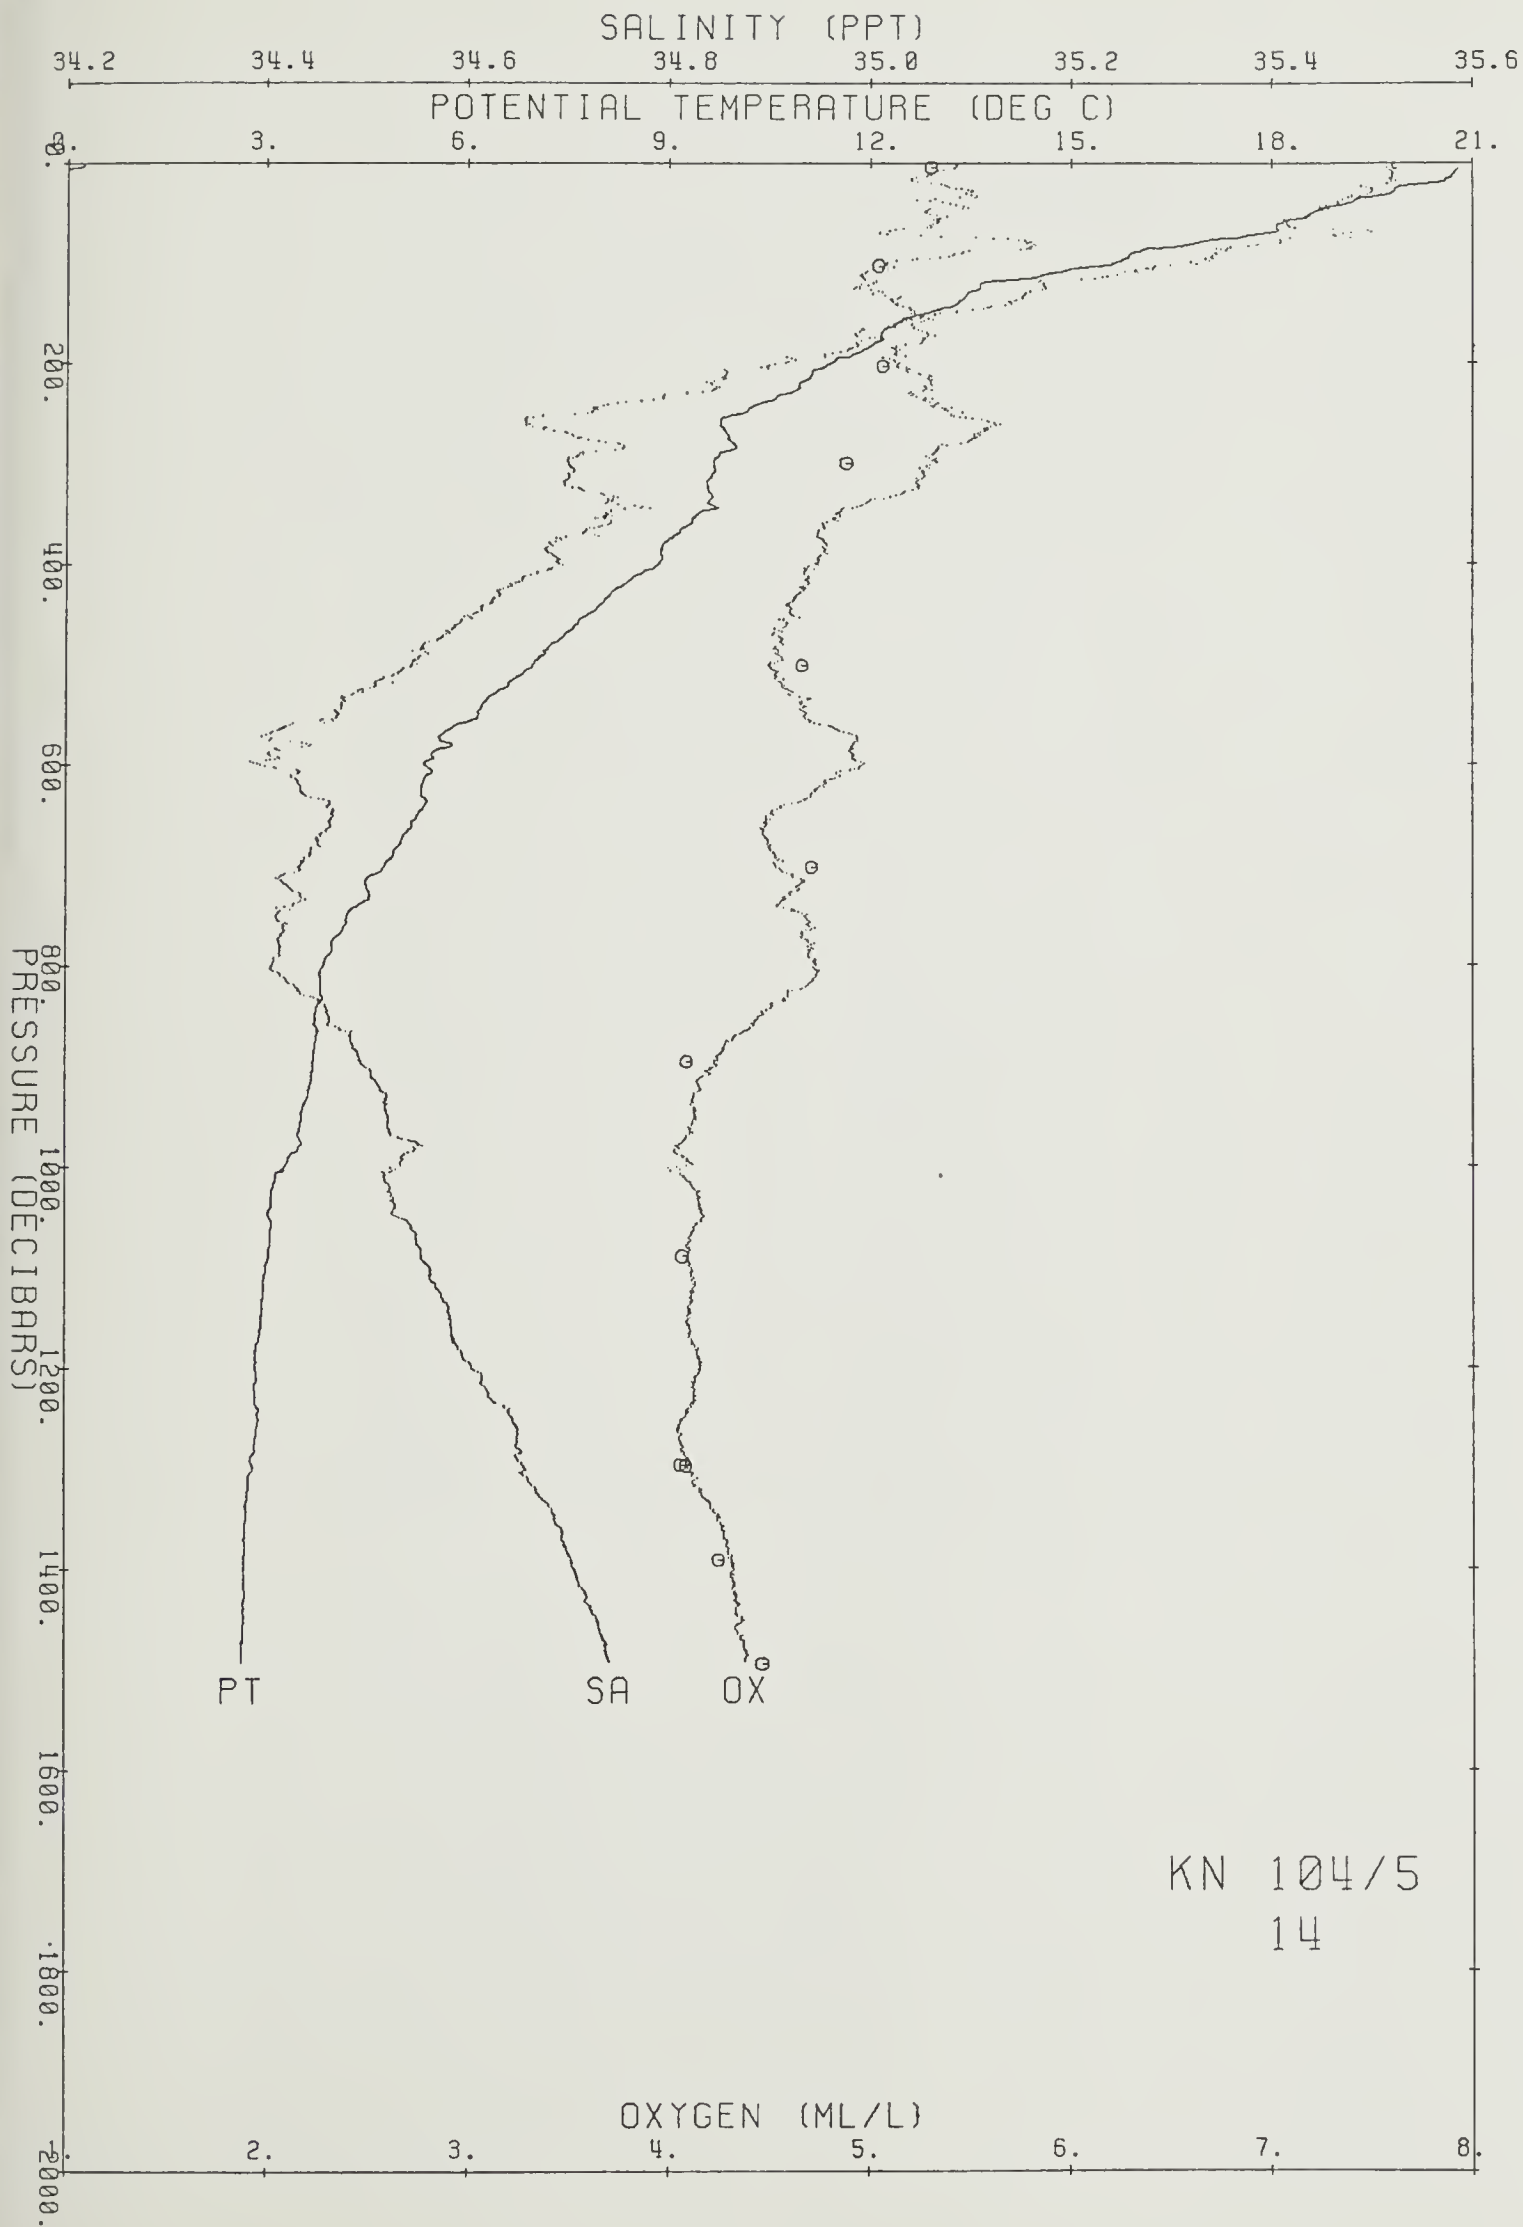 SALINITY (PPT)
34.2 34.4 34.6 34.8 35.0 35.2 35.4 35.6
POTENTIAL TEMPERATURE (DEG C)
0. 3. 6. 9. 12. 15. 18. 21.
0.
200.
400.
600.
800.
1000.
1200.
1400.
1600.
1800.
2000.
PRESSURE (DECIBARS)
PT SA OX
KN 104/5
14
OXYGEN (ML/L)
2. 3. 4. 5. 6. 7. 8.